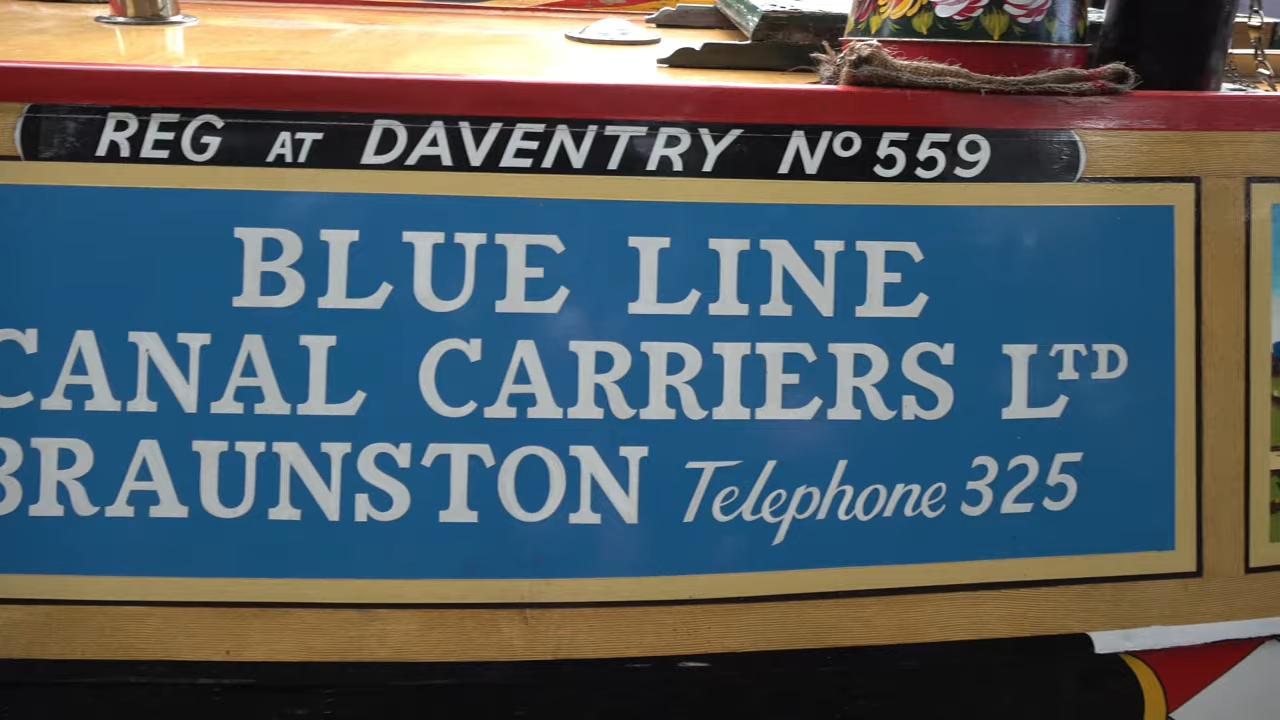 REG AT DAVENTRY Nº 559
BLUE LINE
CANAL CARRIERS LTD
BRAUNSTON Telephone 325